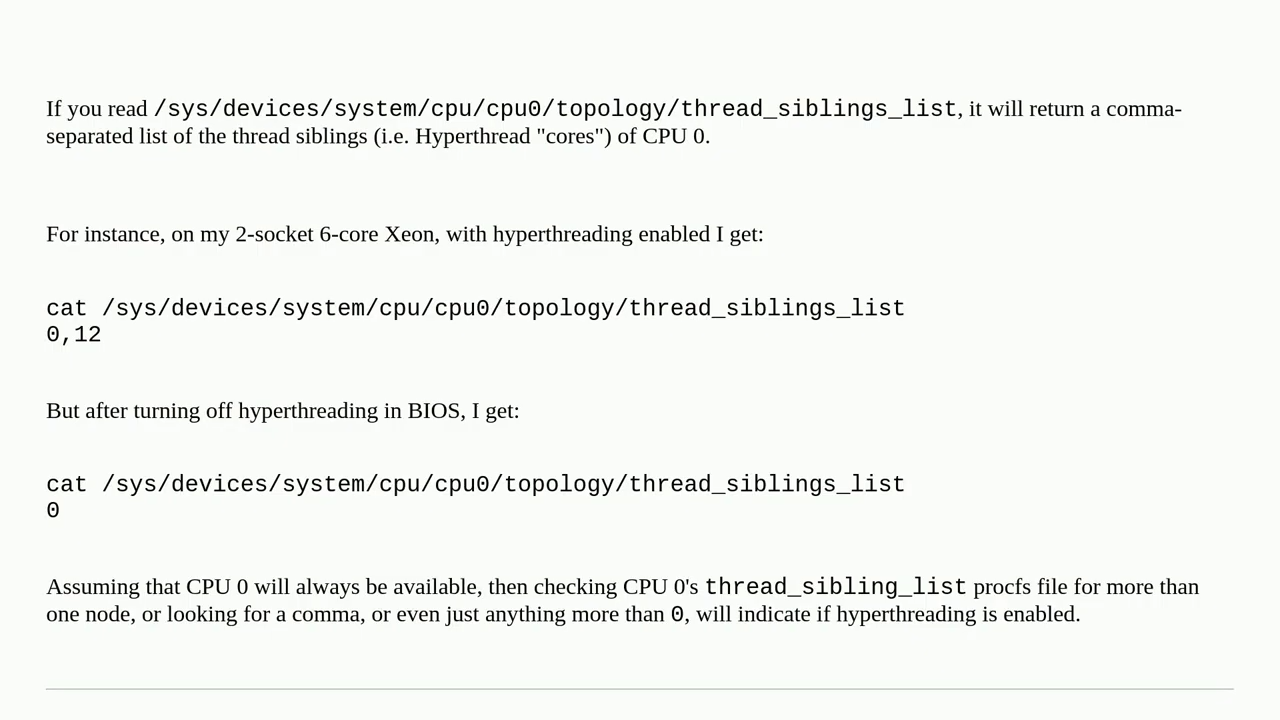 If you read /sys/devices/system/cpu/cpu0/topology/thread_siblings_list, it will return a comma-
separated list of the thread siblings (i.e. Hyperthread "cores") of CPU 0.
For instance, on my 2-socket 6-core Xeon, with hyperthreading enabled I get:
cat /sys/devices/system/cpu/cpu0/topology/thread_siblings_list
0,12
But after turning off hyperthreading in BIOS, I get:
cat /sys/devices/system/cpu/cpu0/topology/thread_siblings_list
0
Assuming that CPU 0 will always be available, then checking CPU 0's thread_sibling_list procfs file for more than
one node, or looking for a comma, or even just anything more than 0, will indicate if hyperthreading is enabled.